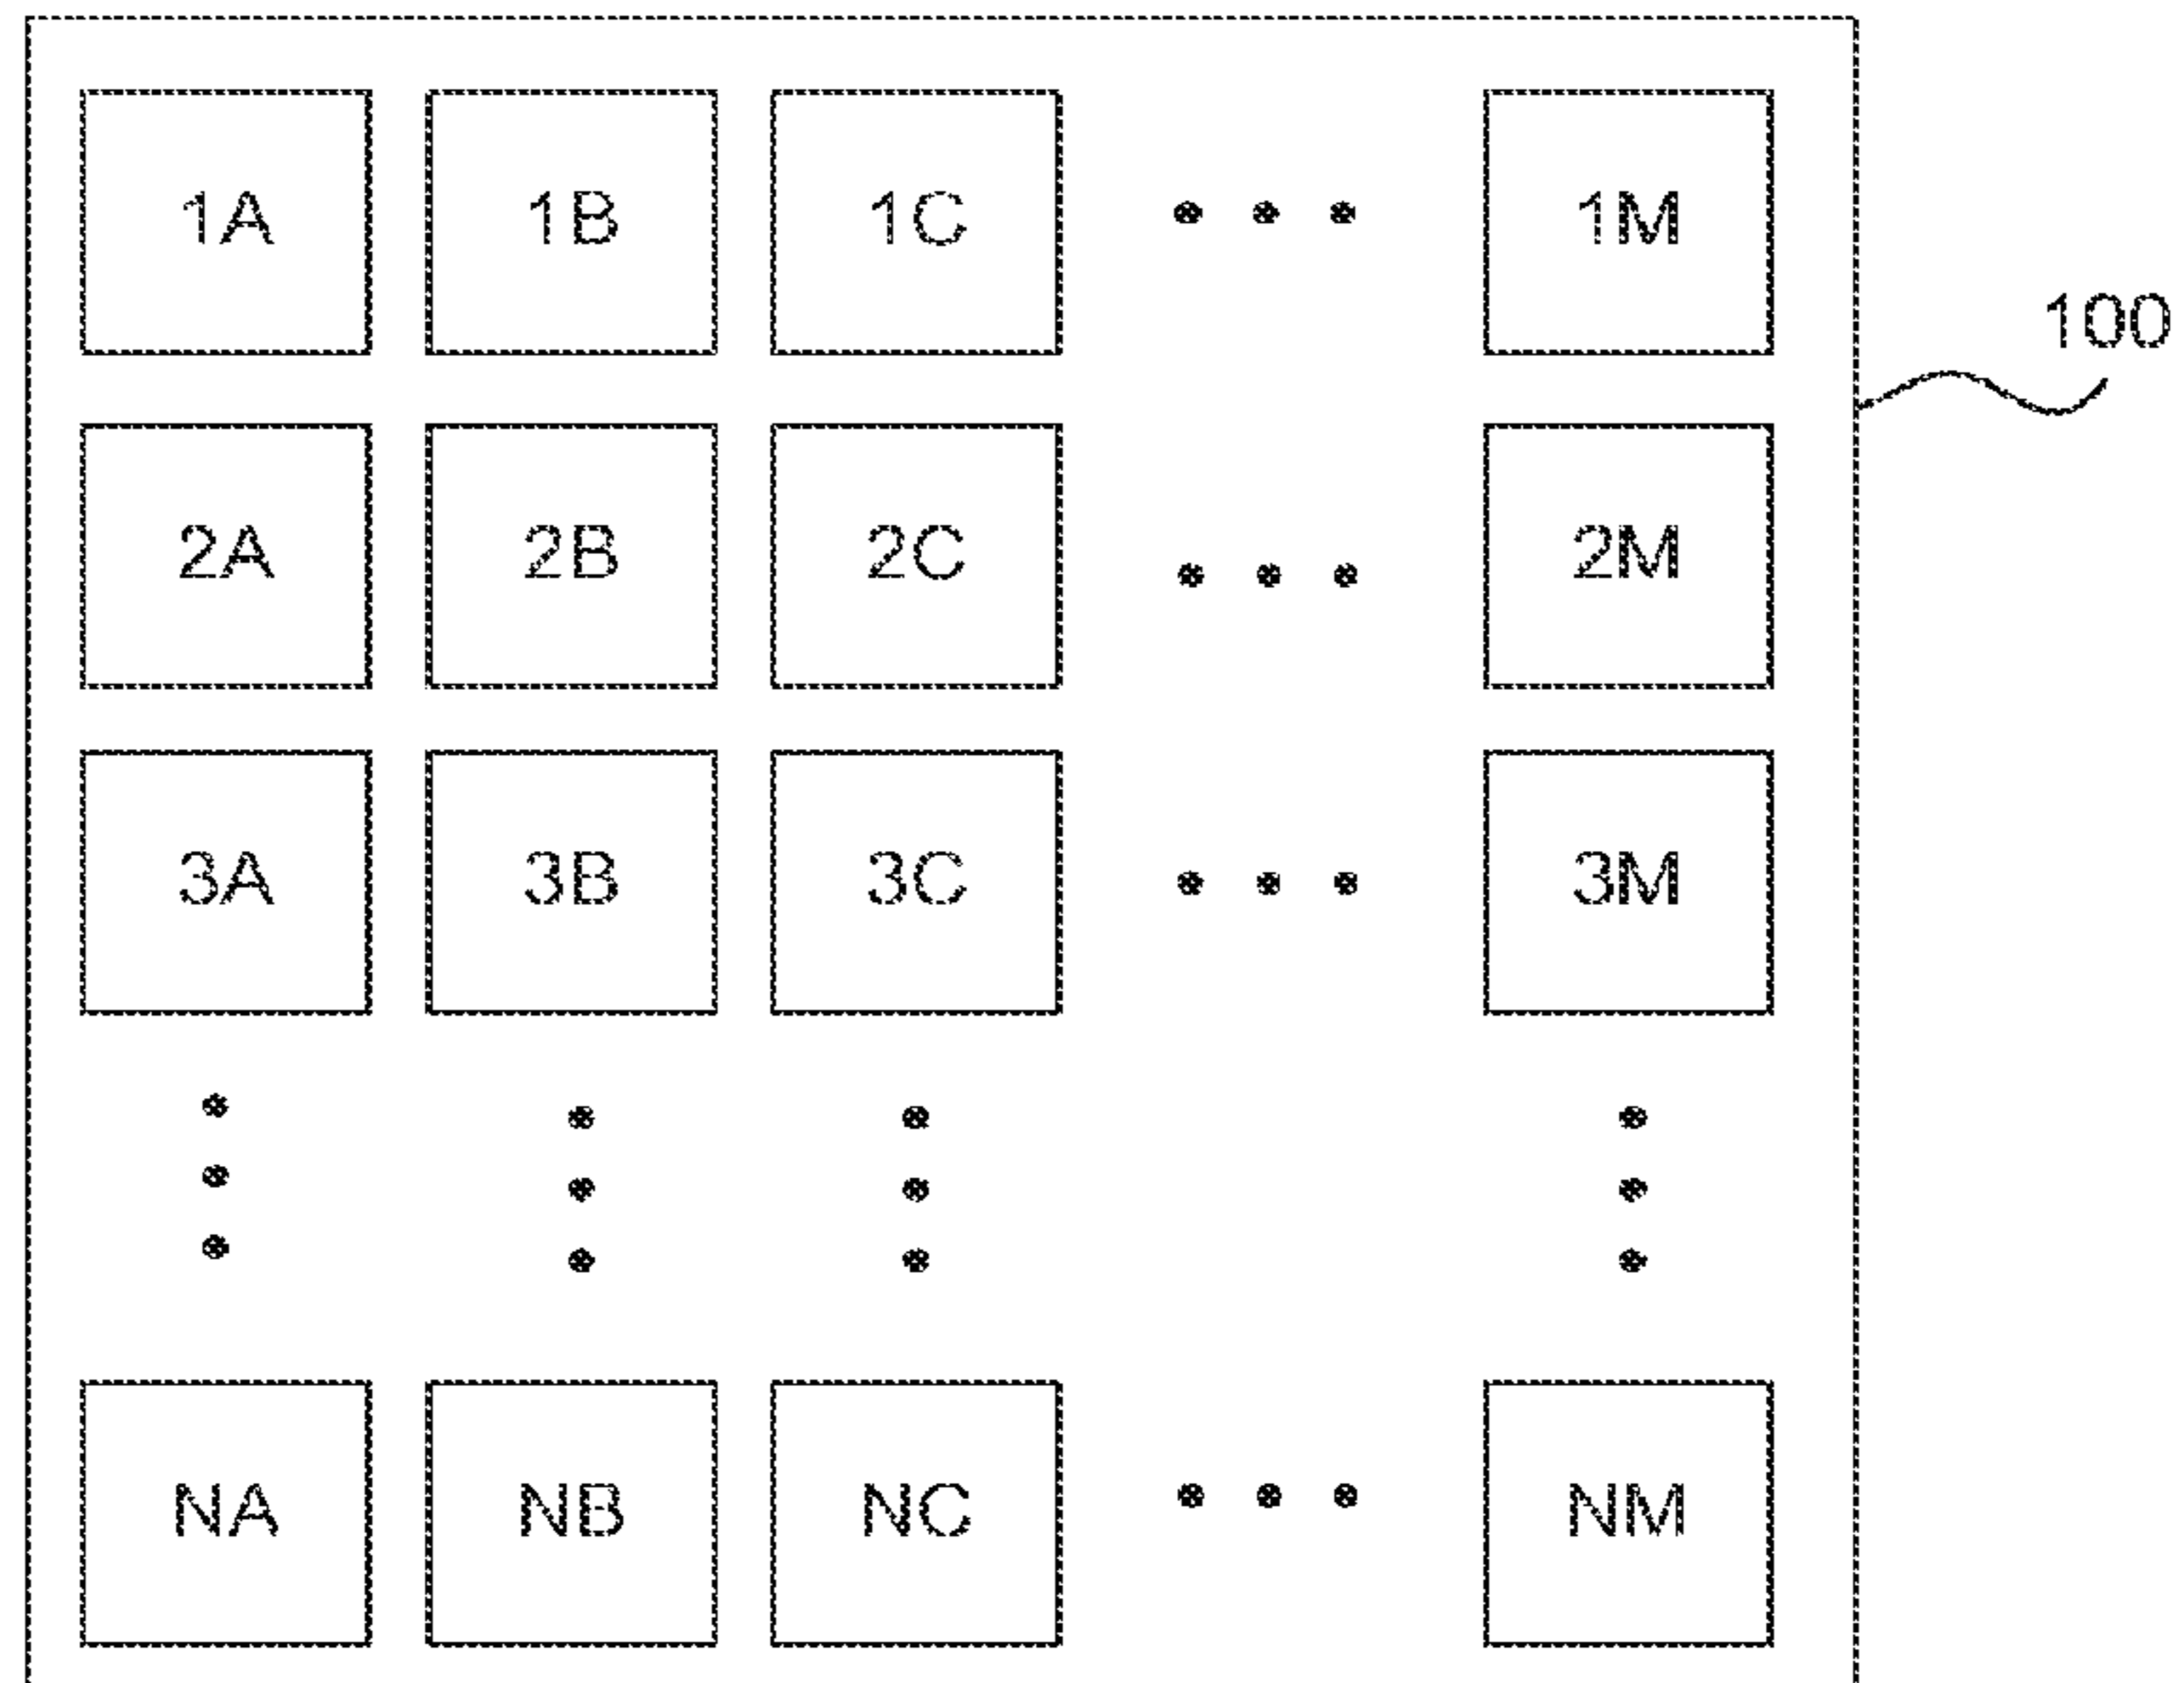 1A 1B 1C • • • 1M
100
2A 2B 2C • • • 2M
3A 3B 3C • • • 3M
NA NB NC • • • NM